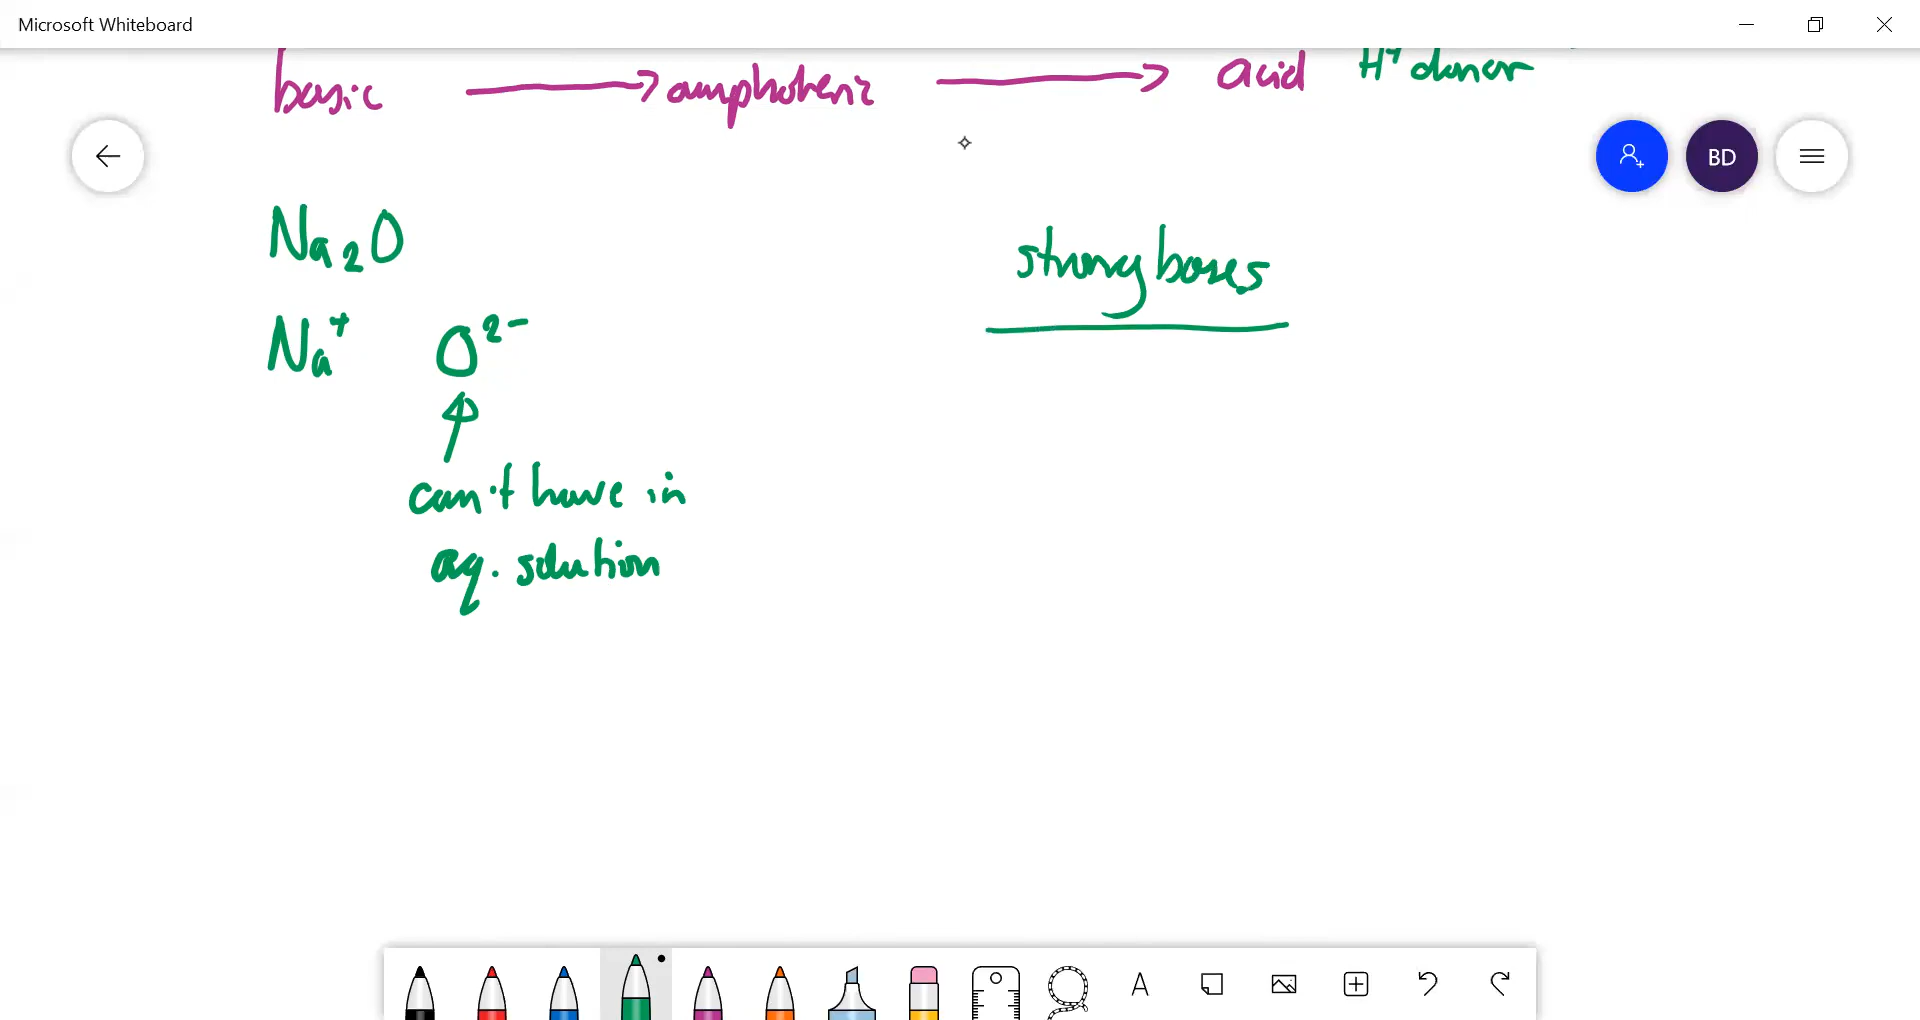 Microsoft Whiteboard
basic → amphoteric → acid H⁺ donor
BD
Na₂O
strong bases
Na⁺ O²⁻
can't have in
aq. solution
A